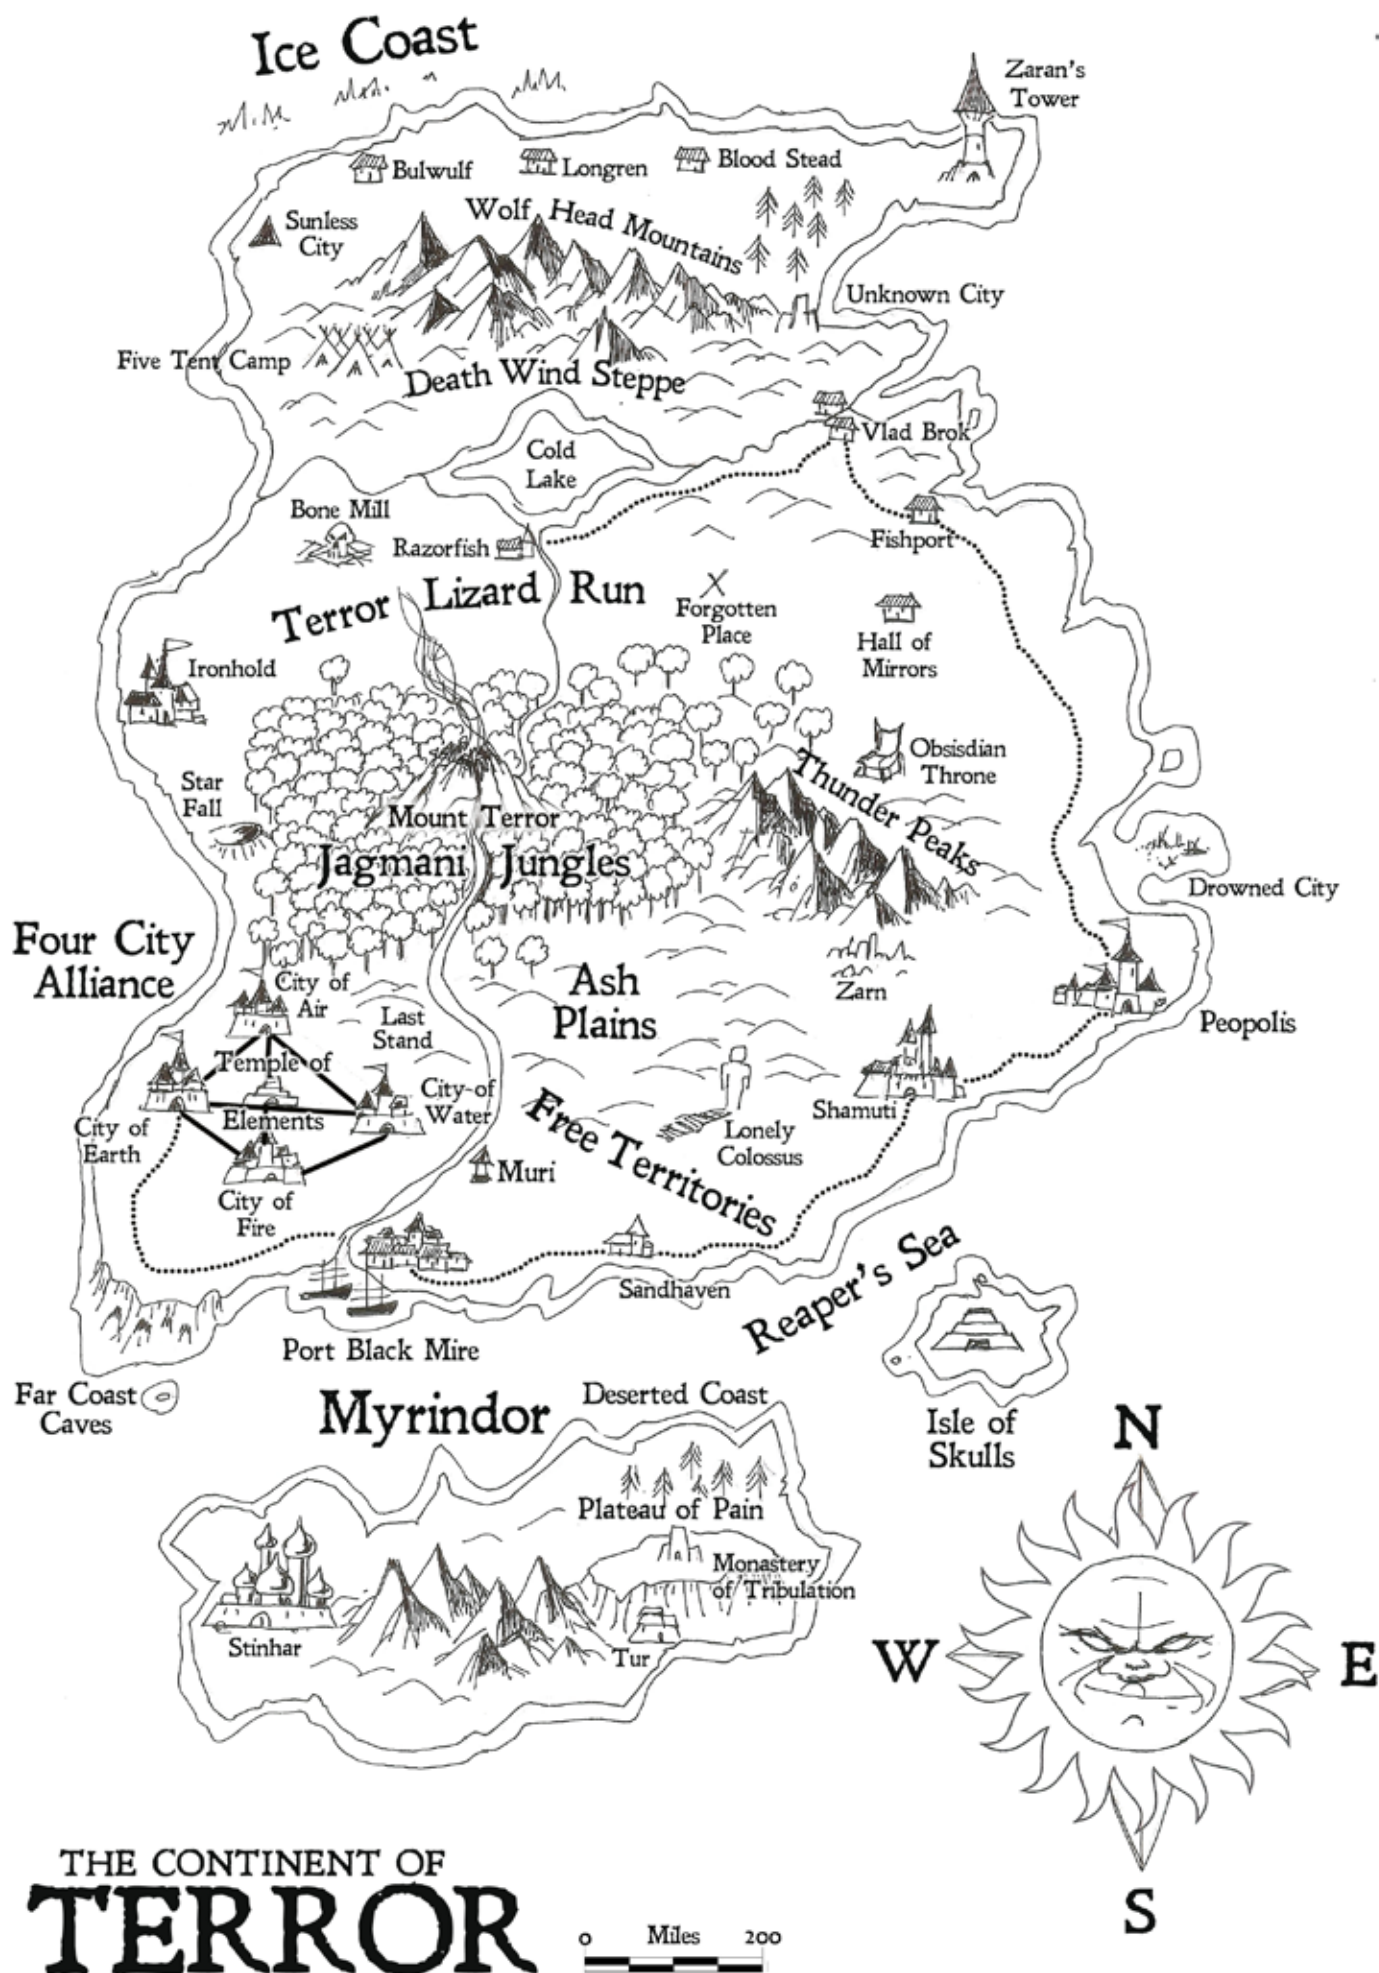 Ice Coast
Zaran's
Tower
Bulwulf
Longren
Blood Stead
Sunless
City
Wolf Head Mountains
Unknown City
Five Tent Camp
Death Wind Steppe
Vlad Brok
Cold
Lake
Bone Mill
Razorfish
Fishport
Terror Lizard Run
Forgotten
Place
Hall of
Mirrors
Ironhold
Obsisdian
Throne
Star
Fall
Thunder Peaks
Mount Terror
Jagmani Jungles
Drowned City
Four City
Alliance
City of
Air
Ash
Plains
Zarn
Last
Stand
Peopolis
Temple of
Elements
City of
Water
Shamuti
City of
Earth
Free Territories
Lonely
Colossus
Muri
City of
Fire
Sandhaven
Reaper's Sea
Port Black Mire
Far Coast
Caves
Myrindor
Deserted Coast
Isle of
Skulls
N
Plateau of Pain
Monastery
of Tribulation
Stinhar
Tur
W
E
S
THE CONTINENT OF
TERROR
0 Miles 200